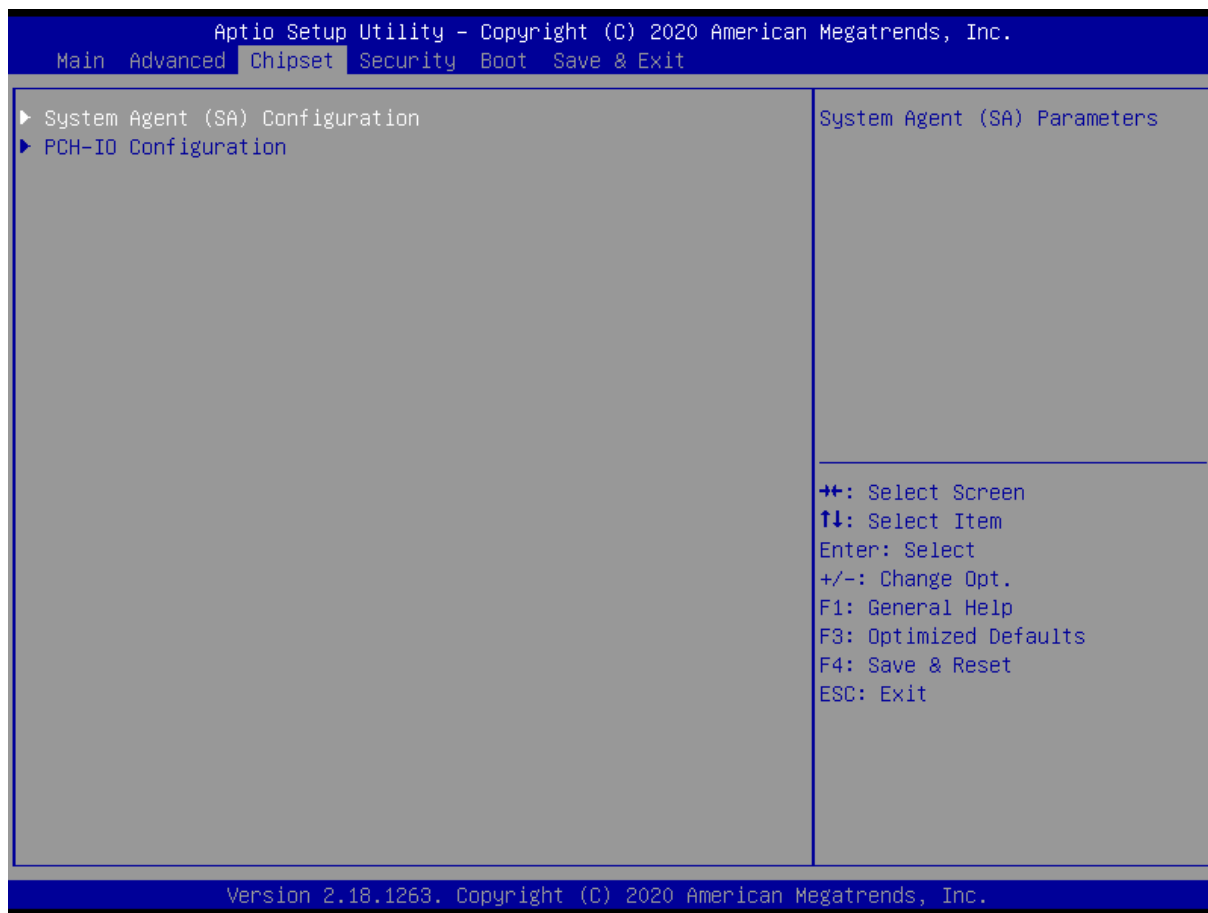 Aptio Setup Utility – Copyright (C) 2020 American Megatrends, Inc.
Main Advanced Chipset Security Boot Save & Exit
▶ System Agent (SA) Configuration
▶ PCH-IO Configuration
System Agent (SA) Parameters
→←: Select Screen
↑↓: Select Item
Enter: Select
+/-: Change Opt.
F1: General Help
F3: Optimized Defaults
F4: Save & Reset
ESC: Exit
Version 2.18.1263. Copyright (C) 2020 American Megatrends, Inc.